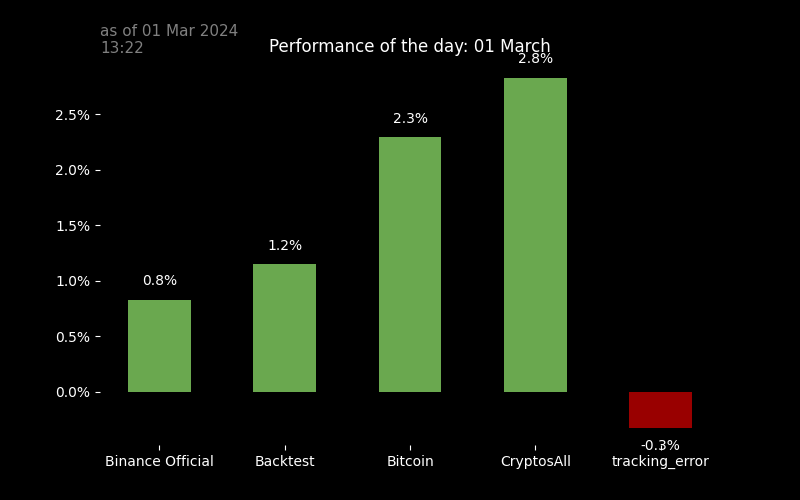 as of 01 Mar 2024
13:22
Performance of the day: 01 March
2.8%
2.5%
2.3%
2.0%
1.5%
1.2%
1.0%
0.8%
0.5%
0.0%
-0.3%
Binance Official
Backtest
Bitcoin
CryptosAll
tracking_error